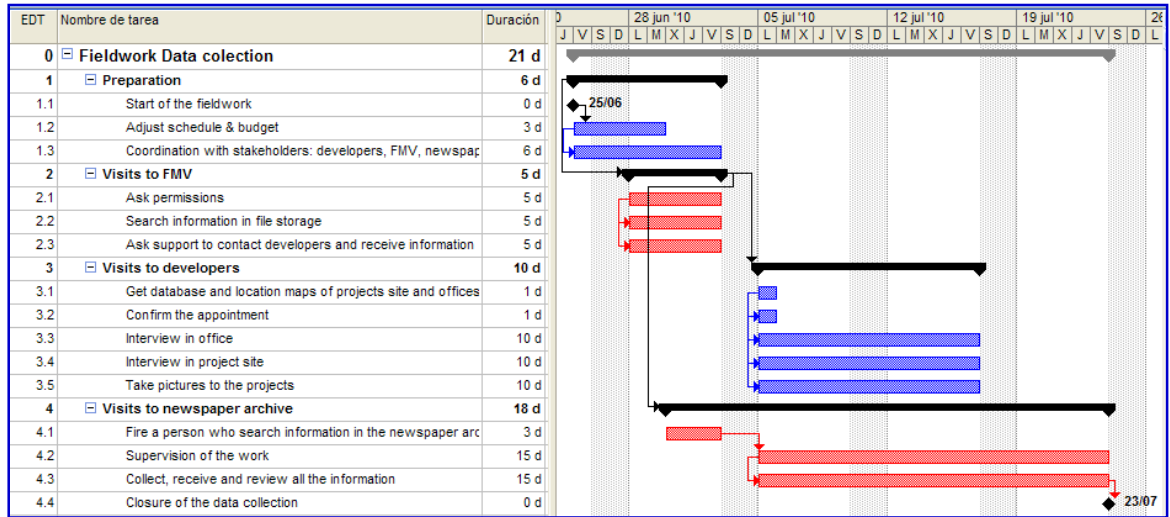 EDT Nombre de tarea Duración 28 jun '10 05 jul '10 12 jul '10 19 jul '10 26
J V S D L M X J V S D L M X J V S D L M X J V S D L M X J V S D L
0 Fieldwork Data colection 21 d
1 Preparation 6 d
1.1 Start of the fieldwork 0 d 25/06
1.2 Adjust schedule & budget 3 d
1.3 Coordination with stakeholders: developers, FMV, newspap 6 d
2 Visits to FMV 5 d
2.1 Ask permissions 5 d
2.2 Search information in file storage 5 d
2.3 Ask support to contact developers and receive information 5 d
3 Visits to developers 10 d
3.1 Get database and location maps of projects site and offices 1 d
3.2 Confirm the appointment 1 d
3.3 Interview in office 10 d
3.4 Interview in project site 10 d
3.5 Take pictures to the projects 10 d
4 Visits to newspaper archive 18 d
4.1 Fire a person who search information in the newspaper arc 3 d
4.2 Supervision of the work 15 d
4.3 Collect, receive and review all the information 15 d
4.4 Closure of the data collection 0 d 23/07